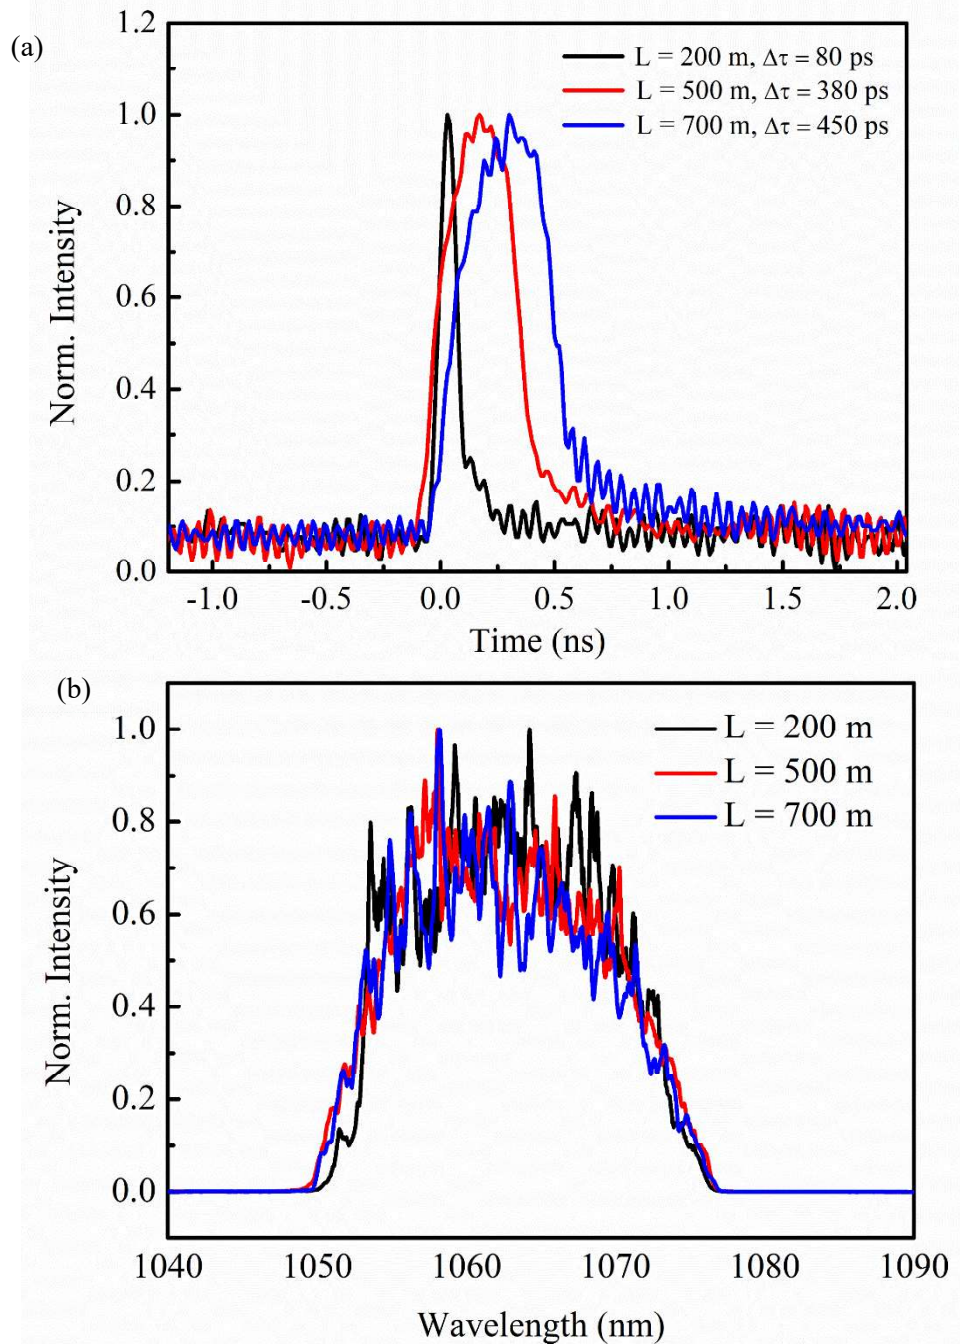 (a)
1.2
1.0
0.8
0.6
0.4
0.2
0.0
Norm. Intensity
L = 200 m, Δτ = 80 ps
L = 500 m, Δτ = 380 ps
L = 700 m, Δτ = 450 ps
-1.0 -0.5 0.0 0.5 1.0 1.5 2.0
Time (ns)
(b)
1.0
0.8
0.6
0.4
0.2
0.0
Norm. Intensity
L = 200 m
L = 500 m
L = 700 m
1040 1050 1060 1070 1080 1090
Wavelength (nm)